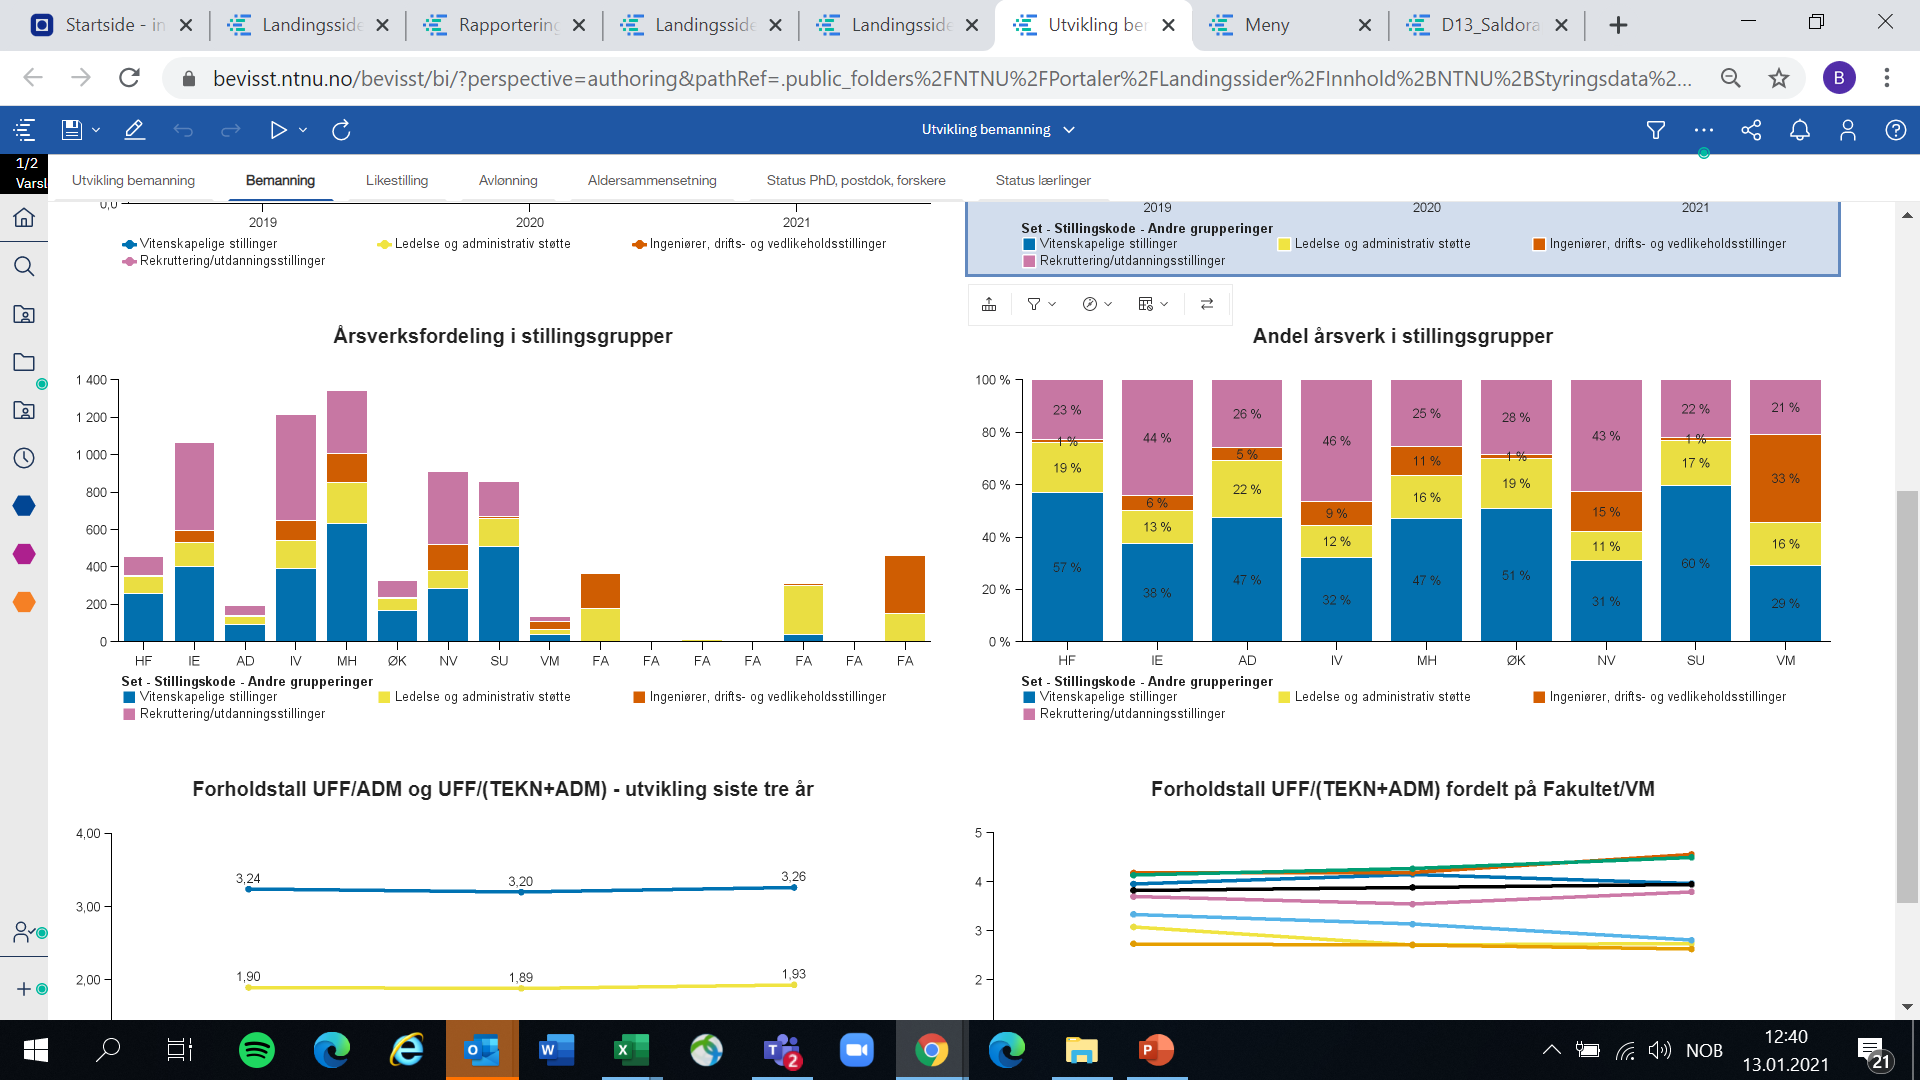 Startside - in
Landingsside
Rapportering
Landingsside
Landingsside
Utvikling ber
Meny
D13_Saldora
bevisst.ntnu.no/bevisst/bi/?perspective=authoring&pathRef=.public_folders%2FNTNU%2FPortaler%2FLandingssider%2FInnhold%2BNTNU%2BStyringsdata%2...
B
Utvikling bemanning
1/2
Varsl
Utvikling bemanning
Bemanning
Likestilling
Avlønning
Aldersammensetning
Status PhD, postdok, forskere
Status lærlinger
0,0
2019 2020 2021
Vitenskapelige stillinger Ledelse og administrativ støtte Ingeniører, drifts- og vedlikeholdsstillinger
Rekruttering/utdanningsstillinger
2019 2020 2021
Set - Stillingskode - Andre grupperinger
Vitenskapelige stillinger Ledelse og administrativ støtte Ingeniører, drifts- og vedlikeholdsstillinger
Rekruttering/utdanningsstillinger
Årsverksfordeling i stillingsgrupper
1 400
1 200
1 000
800
600
400
200
0
HF IE AD IV MH ØK NV SU VM FA FA FA FA FA FA FA
Set - Stillingskode - Andre grupperinger
Vitenskapelige stillinger Ledelse og administrativ støtte Ingeniører, drifts- og vedlikeholdsstillinger
Rekruttering/utdanningsstillinger
Andel årsverk i stillingsgrupper
100 %
80 %
60 %
40 %
20 %
0 %
23 % 44 % 26 % 46 % 25 % 28 % 43 % 22 % 21 %
1 % 6 % 5 % 9 % 11 % 1 % 15 % 1 % 33 %
19 % 13 % 22 % 12 % 16 % 19 % 11 % 17 % 16 %
57 % 38 % 47 % 32 % 47 % 51 % 31 % 60 % 29 %
HF IE AD IV MH ØK NV SU VM
Set - Stillingskode - Andre grupperinger
Vitenskapelige stillinger Ledelse og administrativ støtte Ingeniører, drifts- og vedlikeholdsstillinger
Rekruttering/utdanningsstillinger
Forholdstall UFF/ADM og UFF/(TEKN+ADM) - utvikling siste tre år
4,00
3,00
2,00
3,24 3,20 3,26
1,90 1,89 1,93
Forholdstall UFF/(TEKN+ADM) fordelt på Fakultet/VM
5
4
3
2
2
NOB
12:40
13.01.2021
21